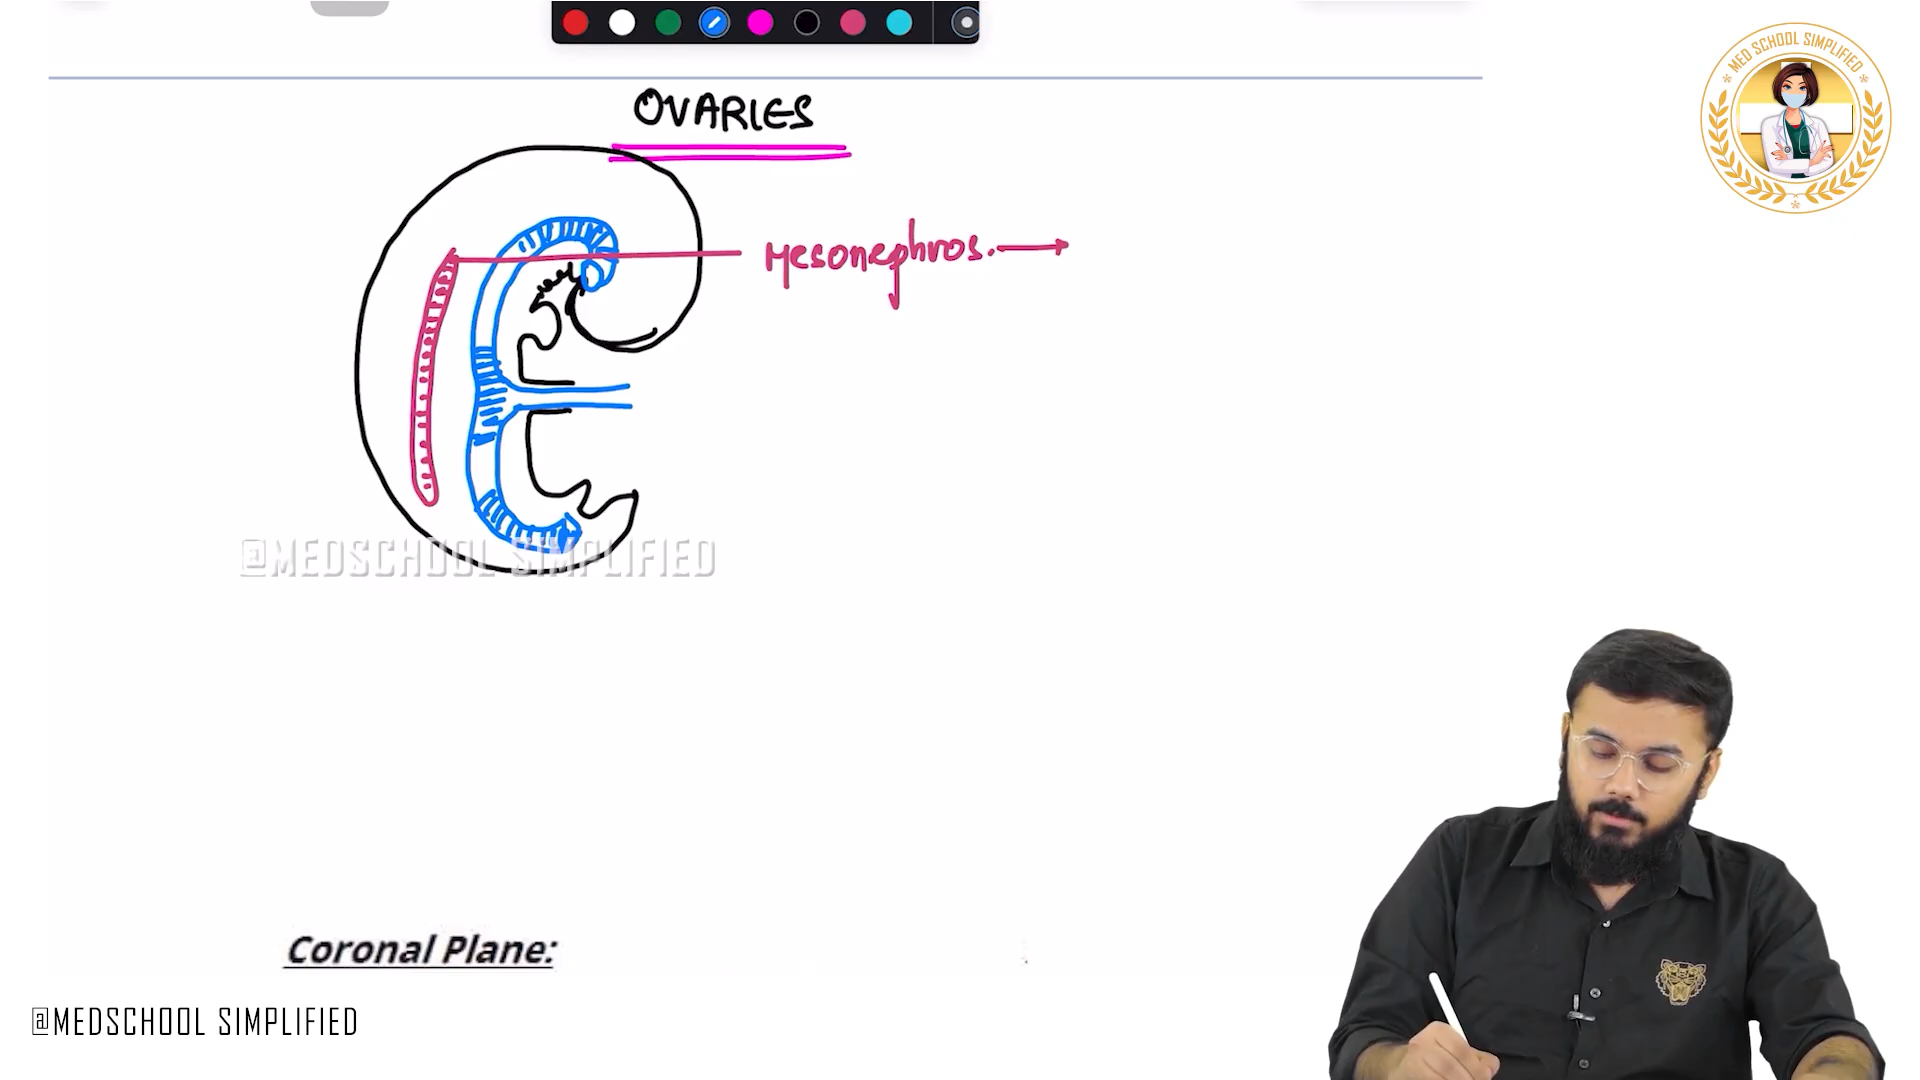 MED SCHOOL SIMPLIFIED
OVARIES
Mesonephros.
@MEDSCHOOL SIMPLIFIED
Coronal Plane:
@MEDSCHOOL SIMPLIFIED